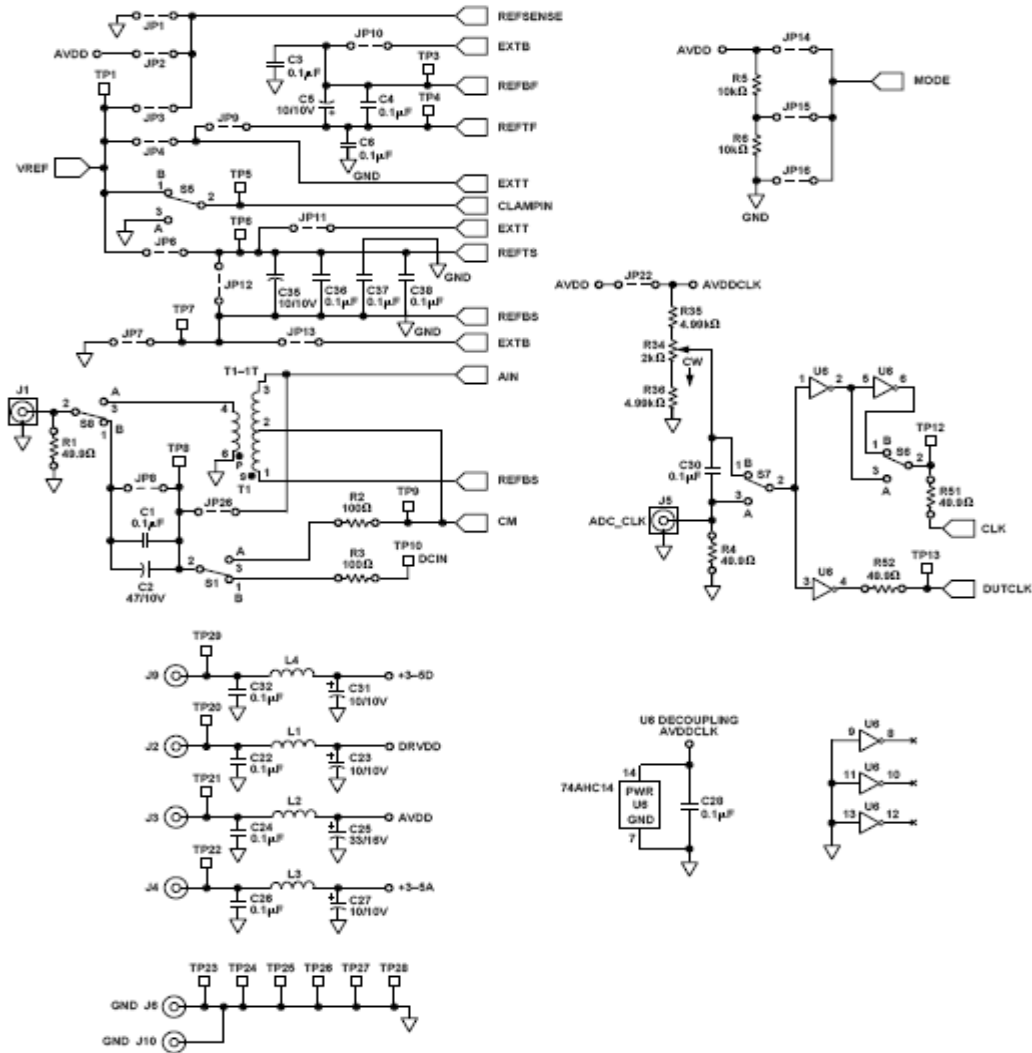 JP1
REFSENSE
AVDD
JP2
TP1
JP10
EXTB
C3
0.1µF
TP3
REFBF
C5
10/10V
+
C4
0.1µF
TP4
JP3
JP9
REFTF
JP4
C6
0.1µF
GND
VREF
EXTT
B
1
S5
2
TP5
CLAMPIN
3
A
TP6
JP11
EXTT
JP6
REFTS
GND
JP12
C35
10/10V
C36
0.1µF
C37
0.1µF
C38
0.1µF
GND
TP7
REFBS
JP7
JP13
EXTB
T1–1T
AIN
J1
2
A
3
S8
B
1
4
3
2
R1
49.9Ω
6
P
S
1
T1
TP8
REFBS
JP8
JP26
R2
100Ω
TP9
CM
C1
0.1µF
A
TP10
DCIN
2
3
S1
1
B
R3
100Ω
C2
47/10V
AVDD
JP14
R5
10kΩ
MODE
JP15
R6
10kΩ
JP16
GND
AVDD
JP22
AVDDCLK
R35
4.99kΩ
R34
2kΩ
CW
R36
4.99kΩ
U6
1
2
U6
5
6
TP12
1
B
S6
2
3
A
C30
0.1µF
1
B
S7
2
3
A
J5
ADC_CLK
R4
49.9Ω
R51
49.9Ω
CLK
U6
3
4
R52
49.9Ω
TP13
DUTCLK
TP29
J9
L4
+3–5D
C32
0.1µF
+
C31
10/10V
TP20
J2
L1
DRVDD
C22
0.1µF
+
C23
10/10V
TP21
J3
L2
AVDD
C24
0.1µF
+
C25
33/16V
TP22
J4
L3
+3–5A
C26
0.1µF
+
C27
10/10V
TP23
TP24
TP25
TP26
TP27
TP28
GND J6
GND J10
U6 DECOUPLING
AVDDCLK
14
74AHC14
PWR
U6
GND
7
C28
0.1µF
U6
9
8
U6
11
10
U6
13
12